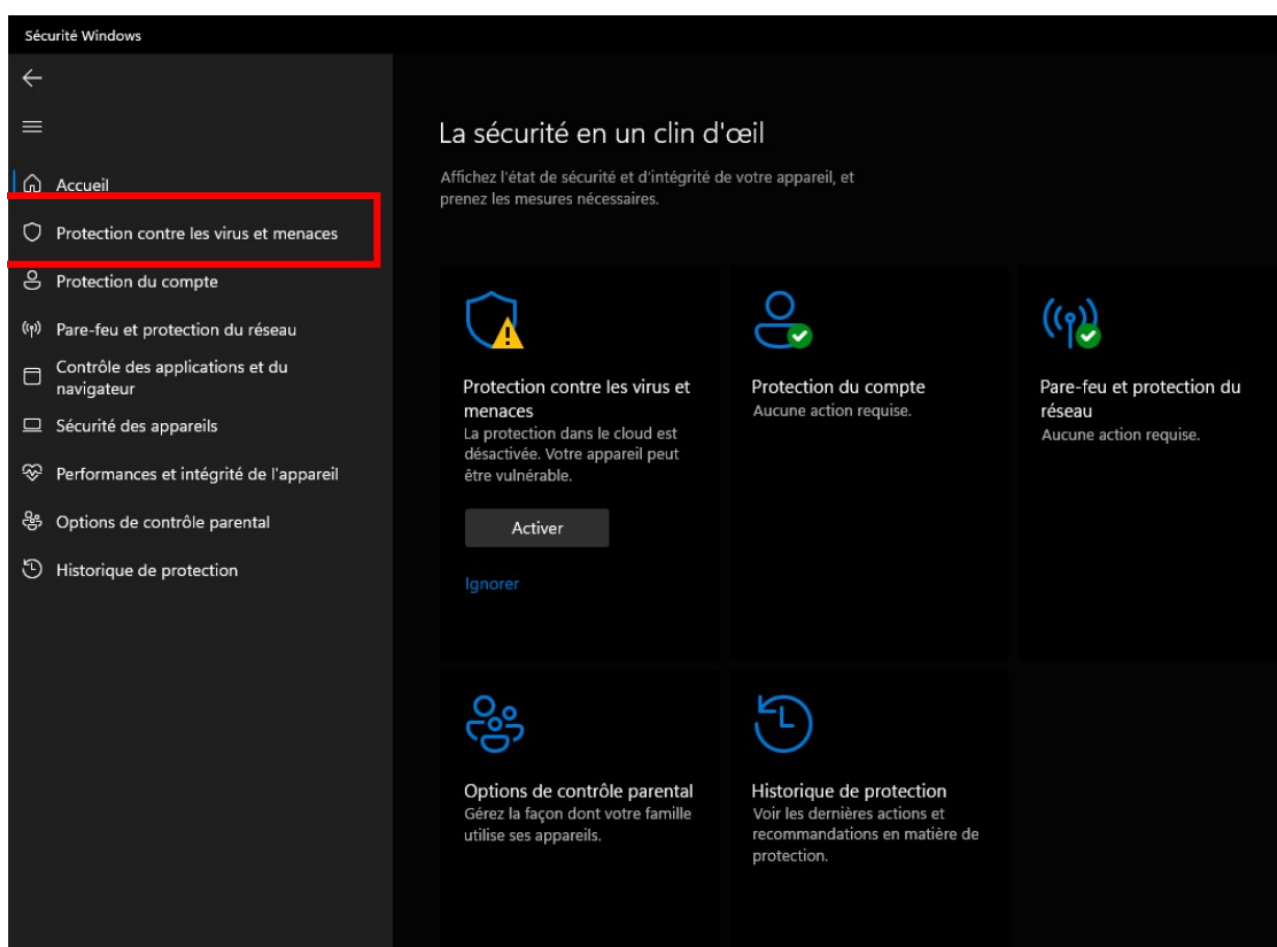 Sécurité Windows
Accueil
Protection contre les virus et menaces
Protection du compte
Pare-feu et protection du réseau
Contrôle des applications et du
navigateur
Sécurité des appareils
Performances et intégrité de l'appareil
Options de contrôle parental
Historique de protection
La sécurité en un clin d'œil
Affichez l'état de sécurité et d'intégrité de votre appareil, et
prenez les mesures nécessaires.
Protection contre les virus et
menaces
La protection dans le cloud est
désactivée. Votre appareil peut
être vulnérable.
Activer
Ignorer
Protection du compte
Aucune action requise.
Pare-feu et protection du
réseau
Aucune action requise.
Options de contrôle parental
Gérez la façon dont votre famille
utilise ses appareils.
Historique de protection
Voir les dernières actions et
recommandations en matière de
protection.